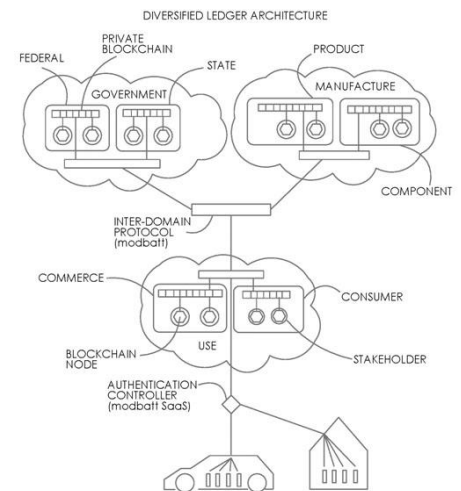 DIVERSIFIED LEDGER ARCHITECTURE
PRIVATE
BLOCKCHAIN
FEDERAL
STATE
GOVERNMENT
PRODUCT
MANUFACTURE
COMPONENT
INTER-DOMAIN
PROTOCOL
(modbatt)
COMMERCE
CONSUMER
USE
BLOCKCHAIN
NODE
STAKEHOLDER
AUTHENTICATION
CONTROLLER
(modbatt SaaS)